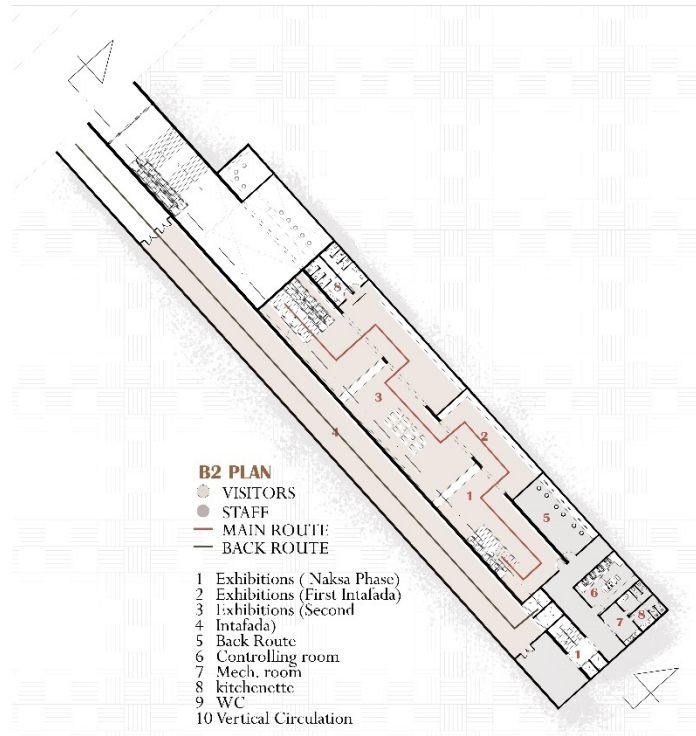 8
3
2
4
1
5
6
7
8
1
B2 PLAN
VISITORS
STAFF
MAIN ROUTE
BACK ROUTE
1 Exhibitions ( Naksa Phase)
2 Exhibitions (First Intafada)
3 Exhibitions (Second
4 Intafada)
5 Back Route
6 Controlling room
7 Mech. room
8 kitchenette
9 WC
10 Vertical Circulation